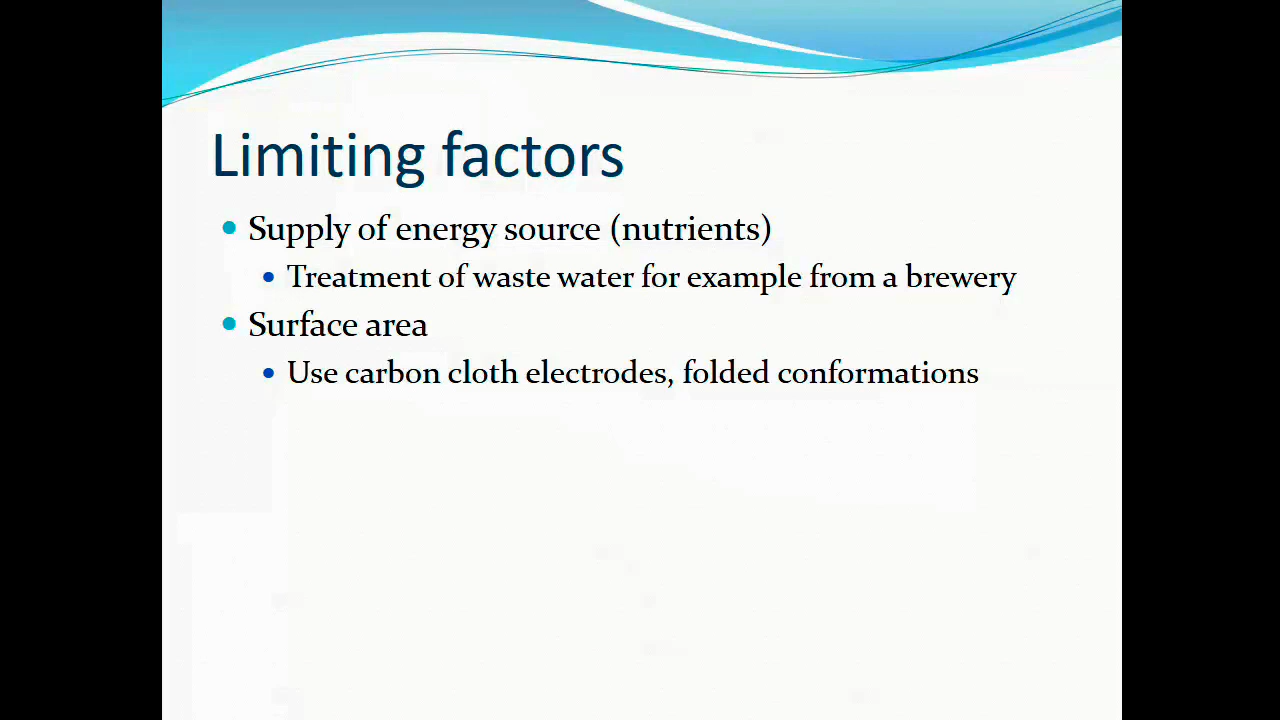 Limiting factors
Supply of energy source (nutrients)
Treatment of waste water for example from a brewery
Surface area
Use carbon cloth electrodes, folded conformations